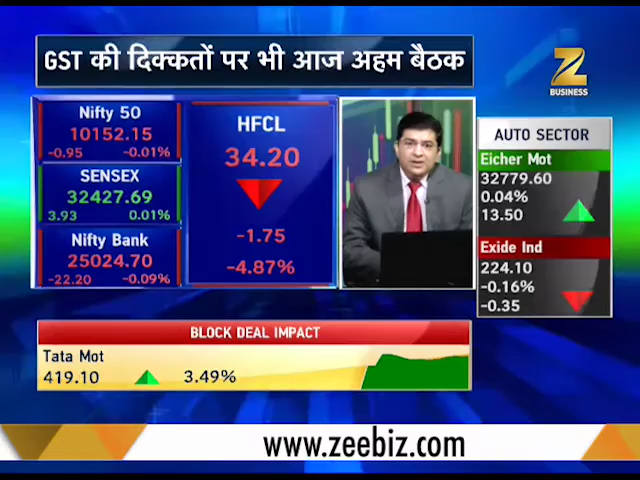 GST की दिक्कतों पर भी आज अहम बैठक
Z
BUSINESS
Nifty 50
10152.15
-0.95 -0.01%
SENSEX
32427.69
3.93 0.01%
Nifty Bank
25024.70
-22.20 -0.09%
HFCL
34.20
-1.75
-4.87%
AUTO SECTOR
Eicher Mot
32779.60
0.04%
13.50
Exide Ind
224.10
-0.16%
-0.35
BLOCK DEAL IMPACT
Tata Mot
419.10 3.49%
www.zeebiz.com